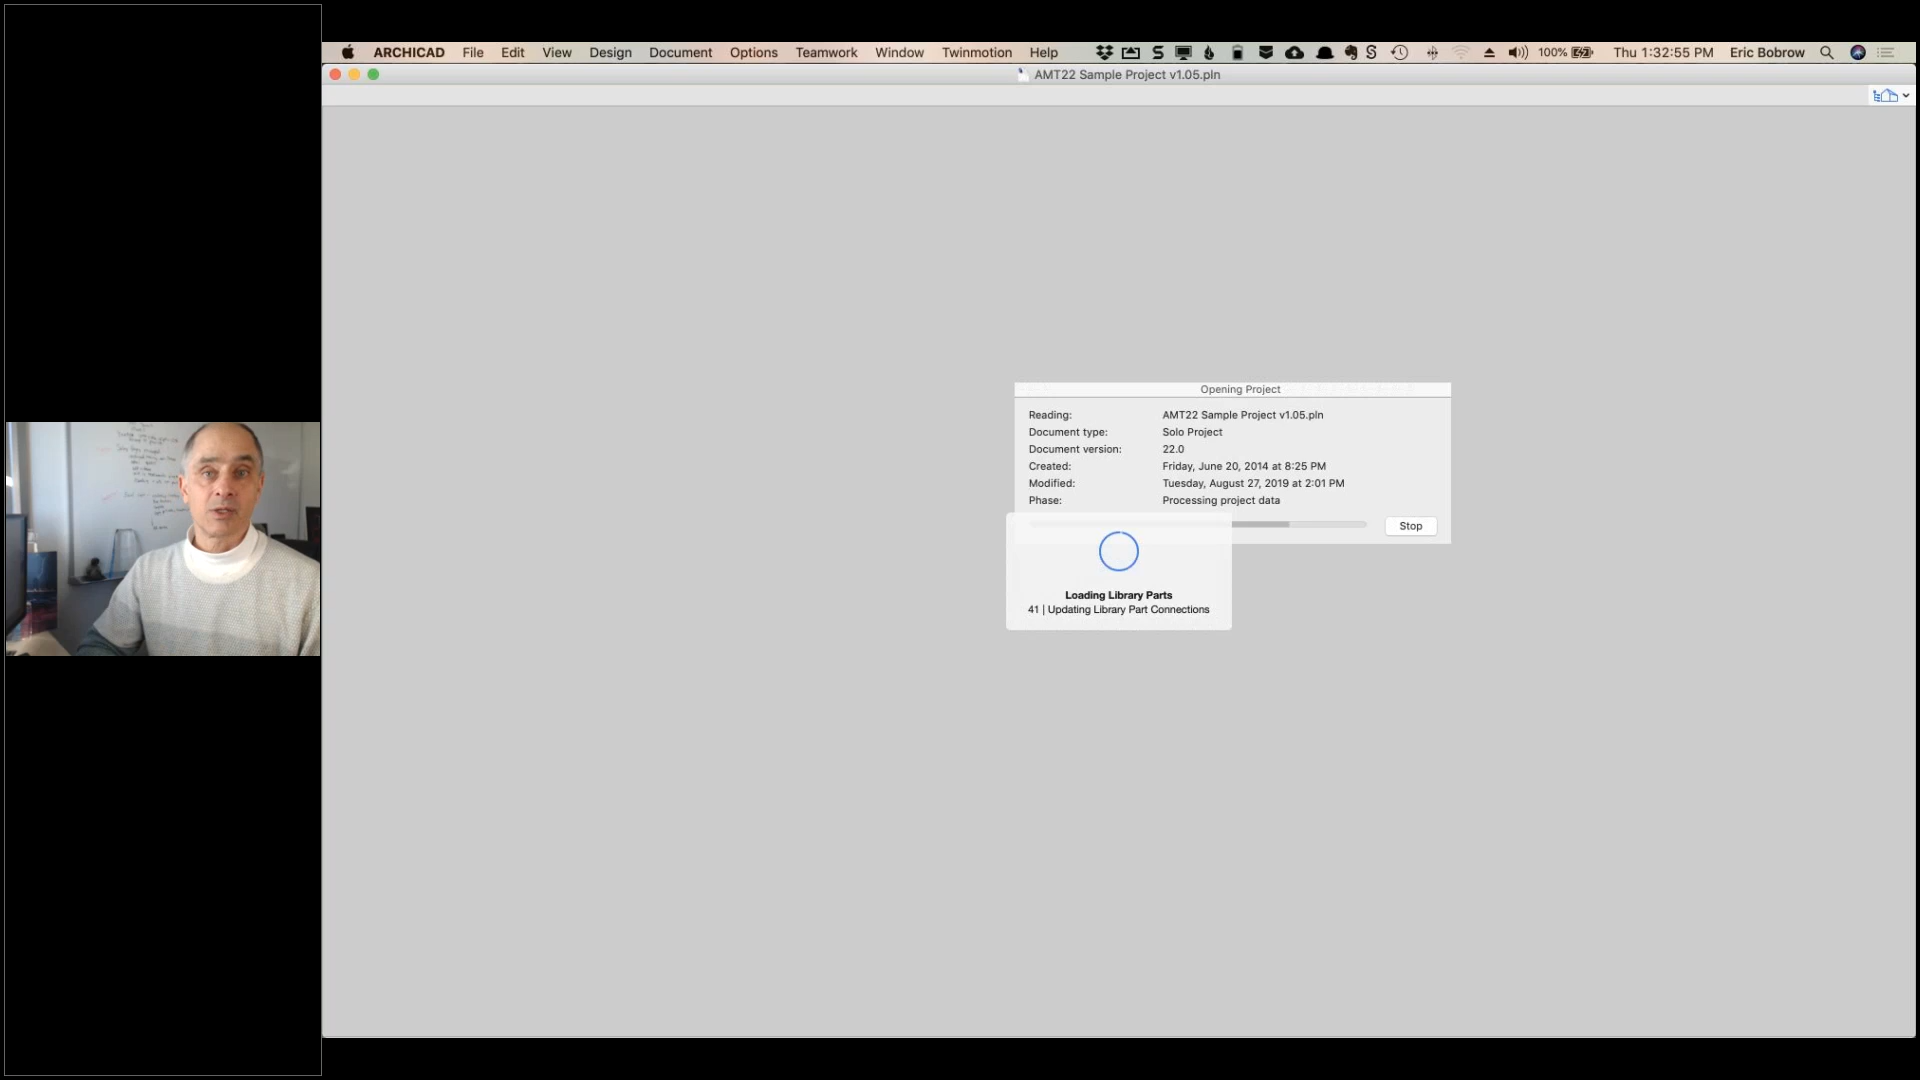 ARCHICAD File Edit View Design Document Options Teamwork Window Twinmotion Help 100% Thu 1:32:55 PM Eric Bobrow
AMT22 Sample Project v1.05.pln
Opening Project
Reading: AMT22 Sample Project v1.05.pln
Document type: Solo Project
Document version: 22.0
Created: Friday, June 20, 2014 at 8:25 PM
Modified: Tuesday, August 27, 2019 at 2:01 PM
Phase: Processing project data
Stop
Loading Library Parts
41 | Updating Library Part Connections